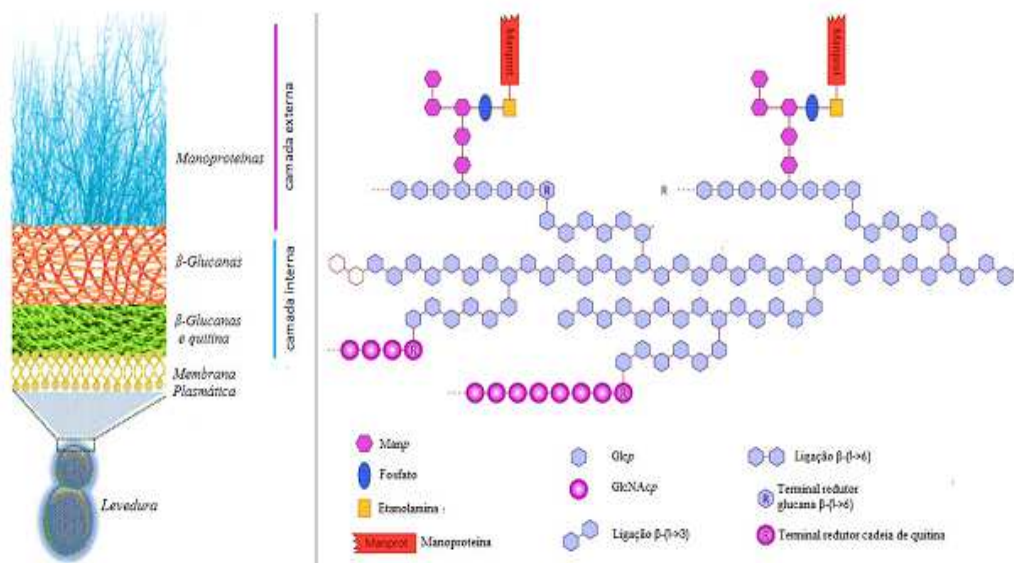 Manoproteínas
β-Glucanas
β-Glucanas
e quitina
Membrana
Plasmática
Levedura
camada externa
camada interna
Manprot
Manprot
R
R
R
R
Manp
Fosfato
Etanolamina
Manprot Manoproteína
Glcp
GlcNAcp
Ligação β-(1->3)
Ligação β-(1->6)
R Terminal redutor
glucana β-(1->6)
Terminal redutor cadeia de quitina